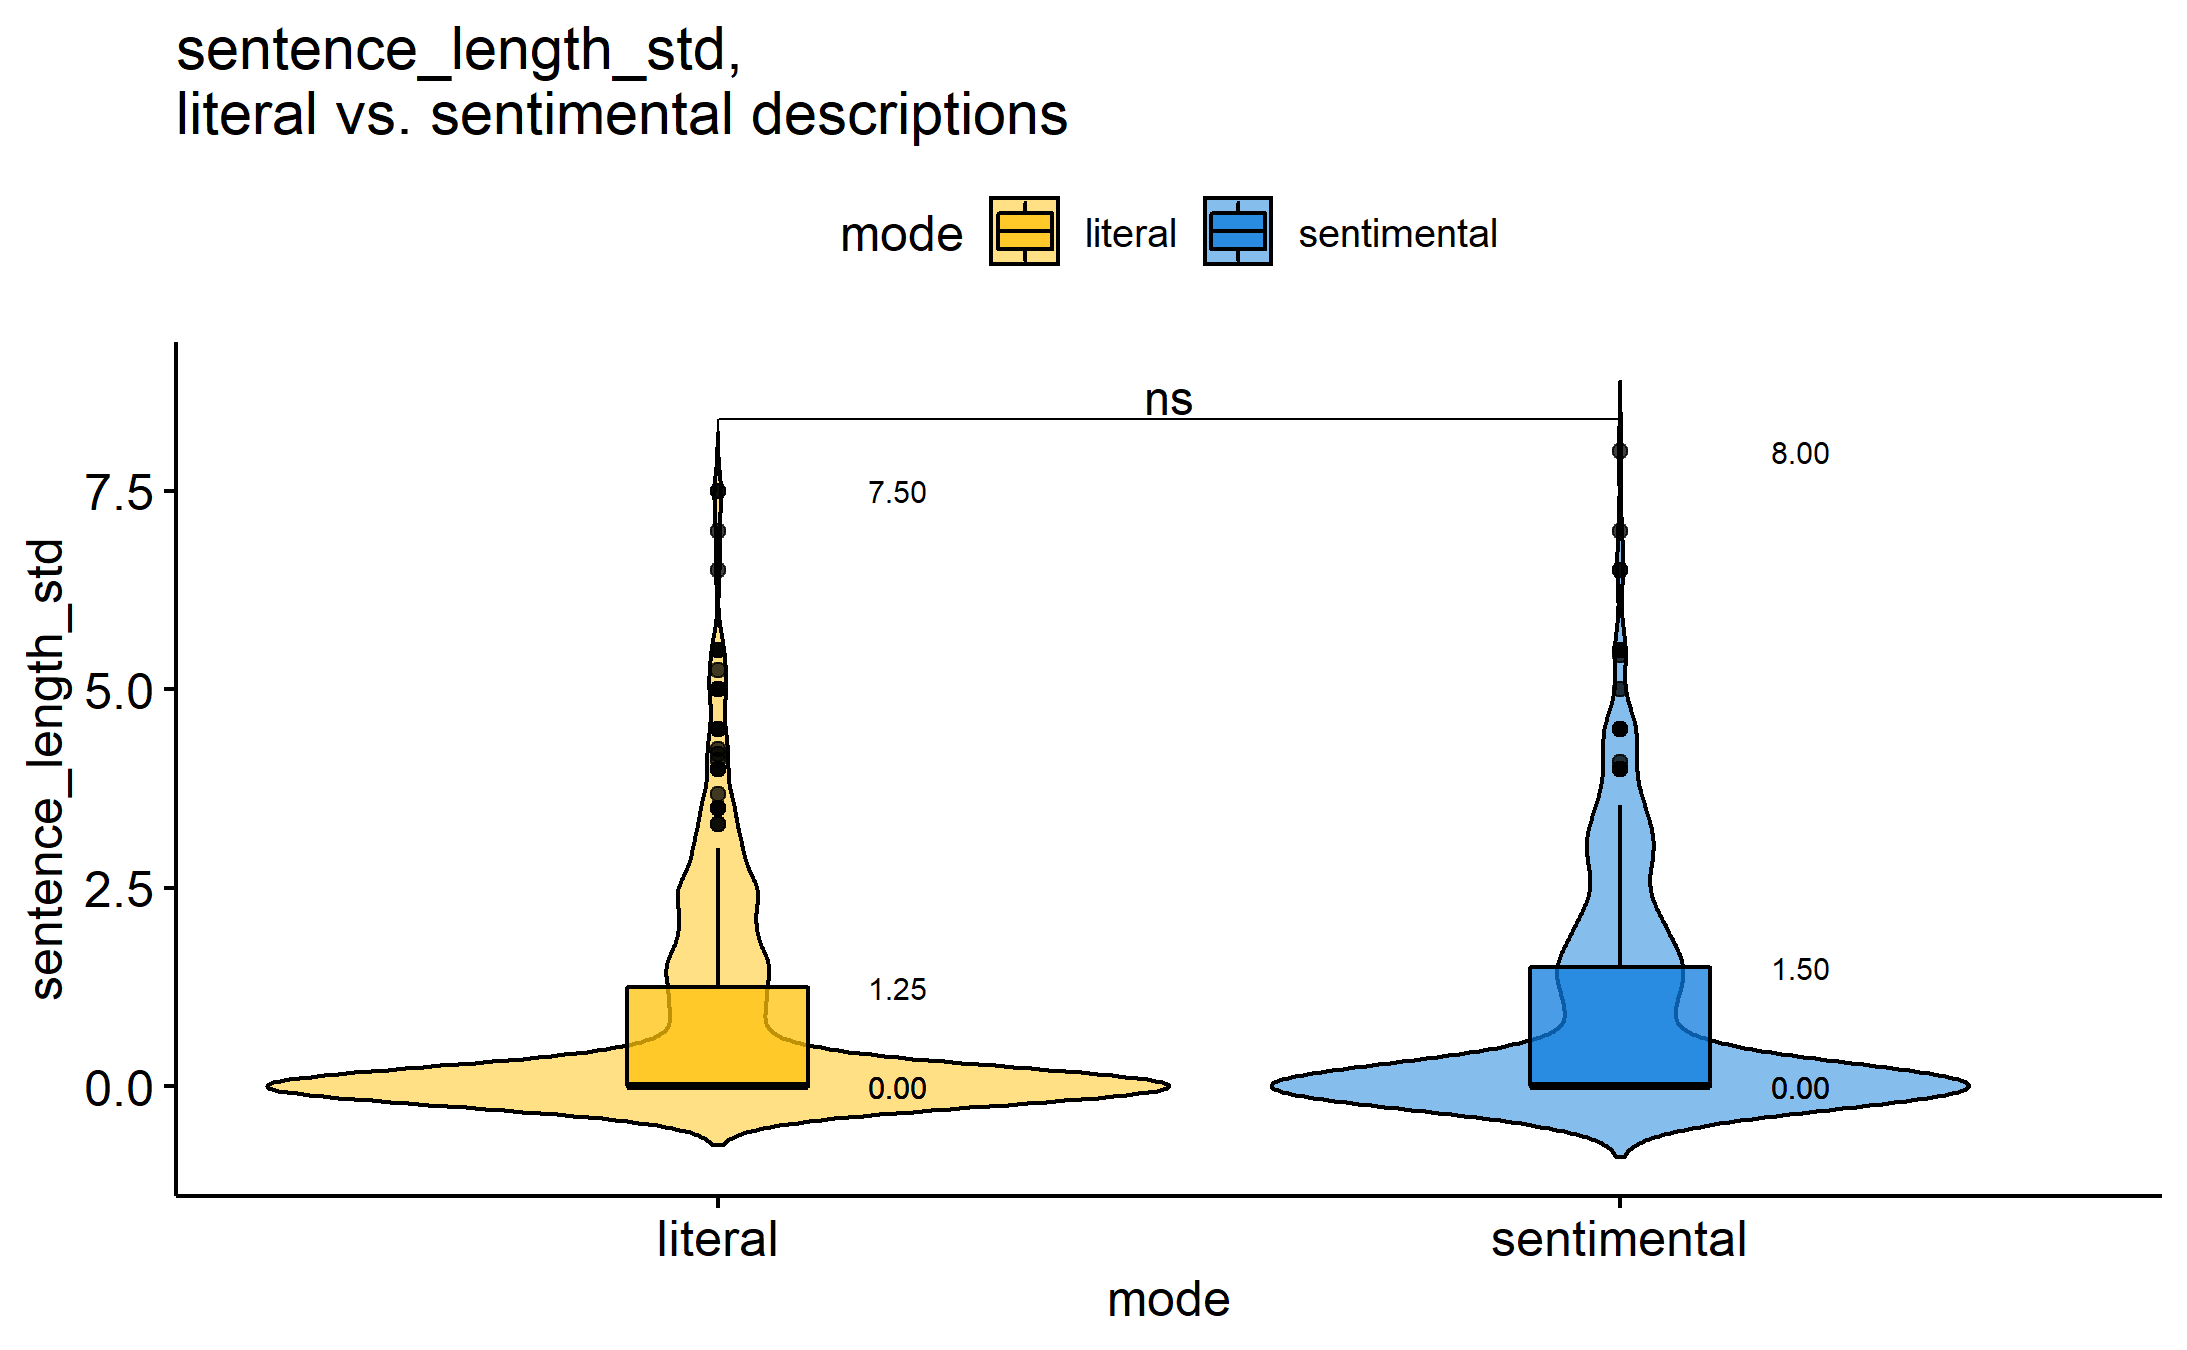 sentence_length_std,
literal vs. sentimental descriptions
mode literal sentimental
ns
8.00
7.50
7.5
5.0
2.5
0.0
sentence_length_std
1.50
1.25
0.00
0.00
literal sentimental
mode